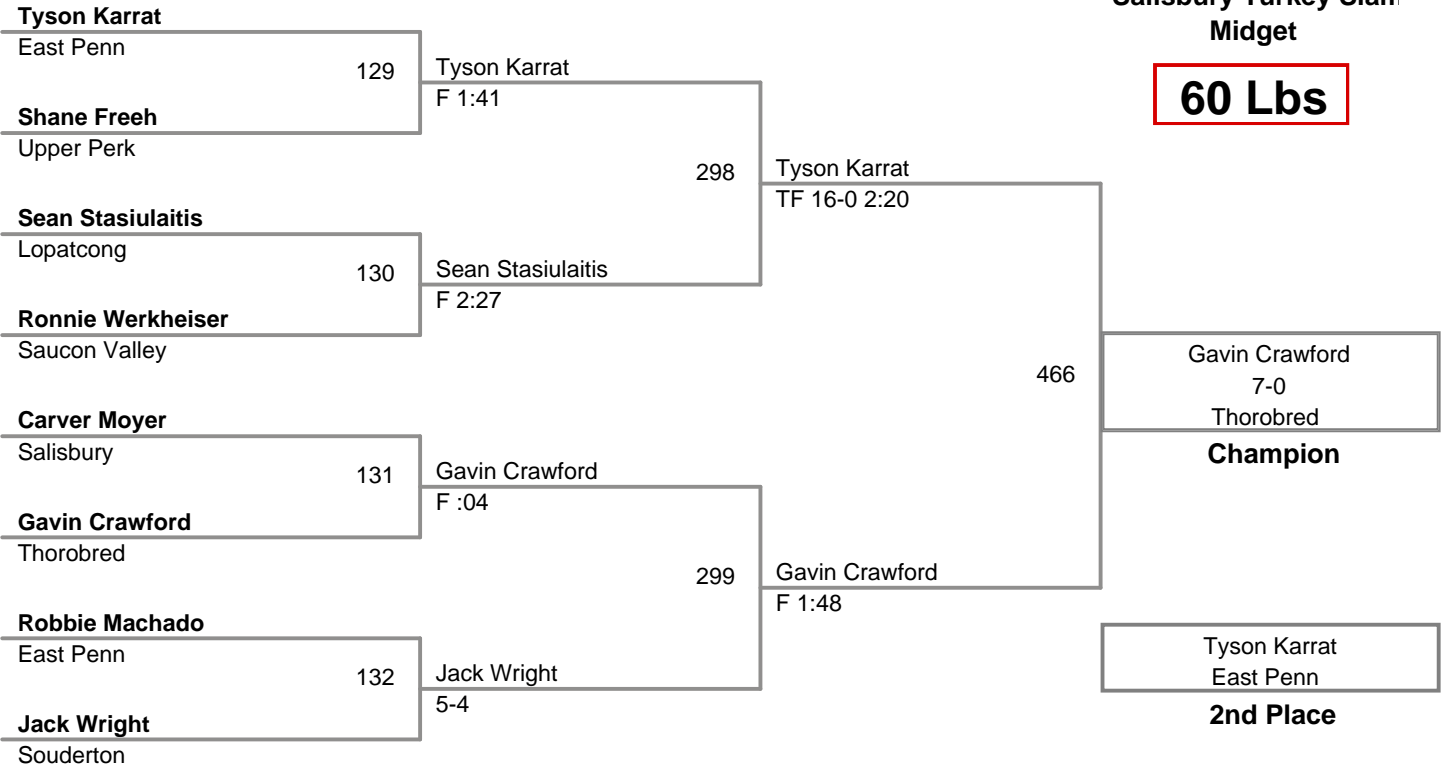 Salisbury Turkey Slam
Midget
60 Lbs
Tyson Karrat
East Penn
129
Shane Freeh
Upper Perk
Tyson Karrat
F 1:41
298
Sean Stasiulaitis
Lopatcong
130
Ronnie Werkheiser
Saucon Valley
Sean Stasiulaitis
F 2:27
Tyson Karrat
TF 16-0 2:20
466
Carver Moyer
Salisbury
131
Gavin Crawford
Thorobred
Gavin Crawford
F :04
299
Robbie Machado
East Penn
132
Jack Wright
Souderton
Jack Wright
5-4
Gavin Crawford
F 1:48
Gavin Crawford
7-0
Thorobred
Champion
Tyson Karrat
East Penn
2nd Place